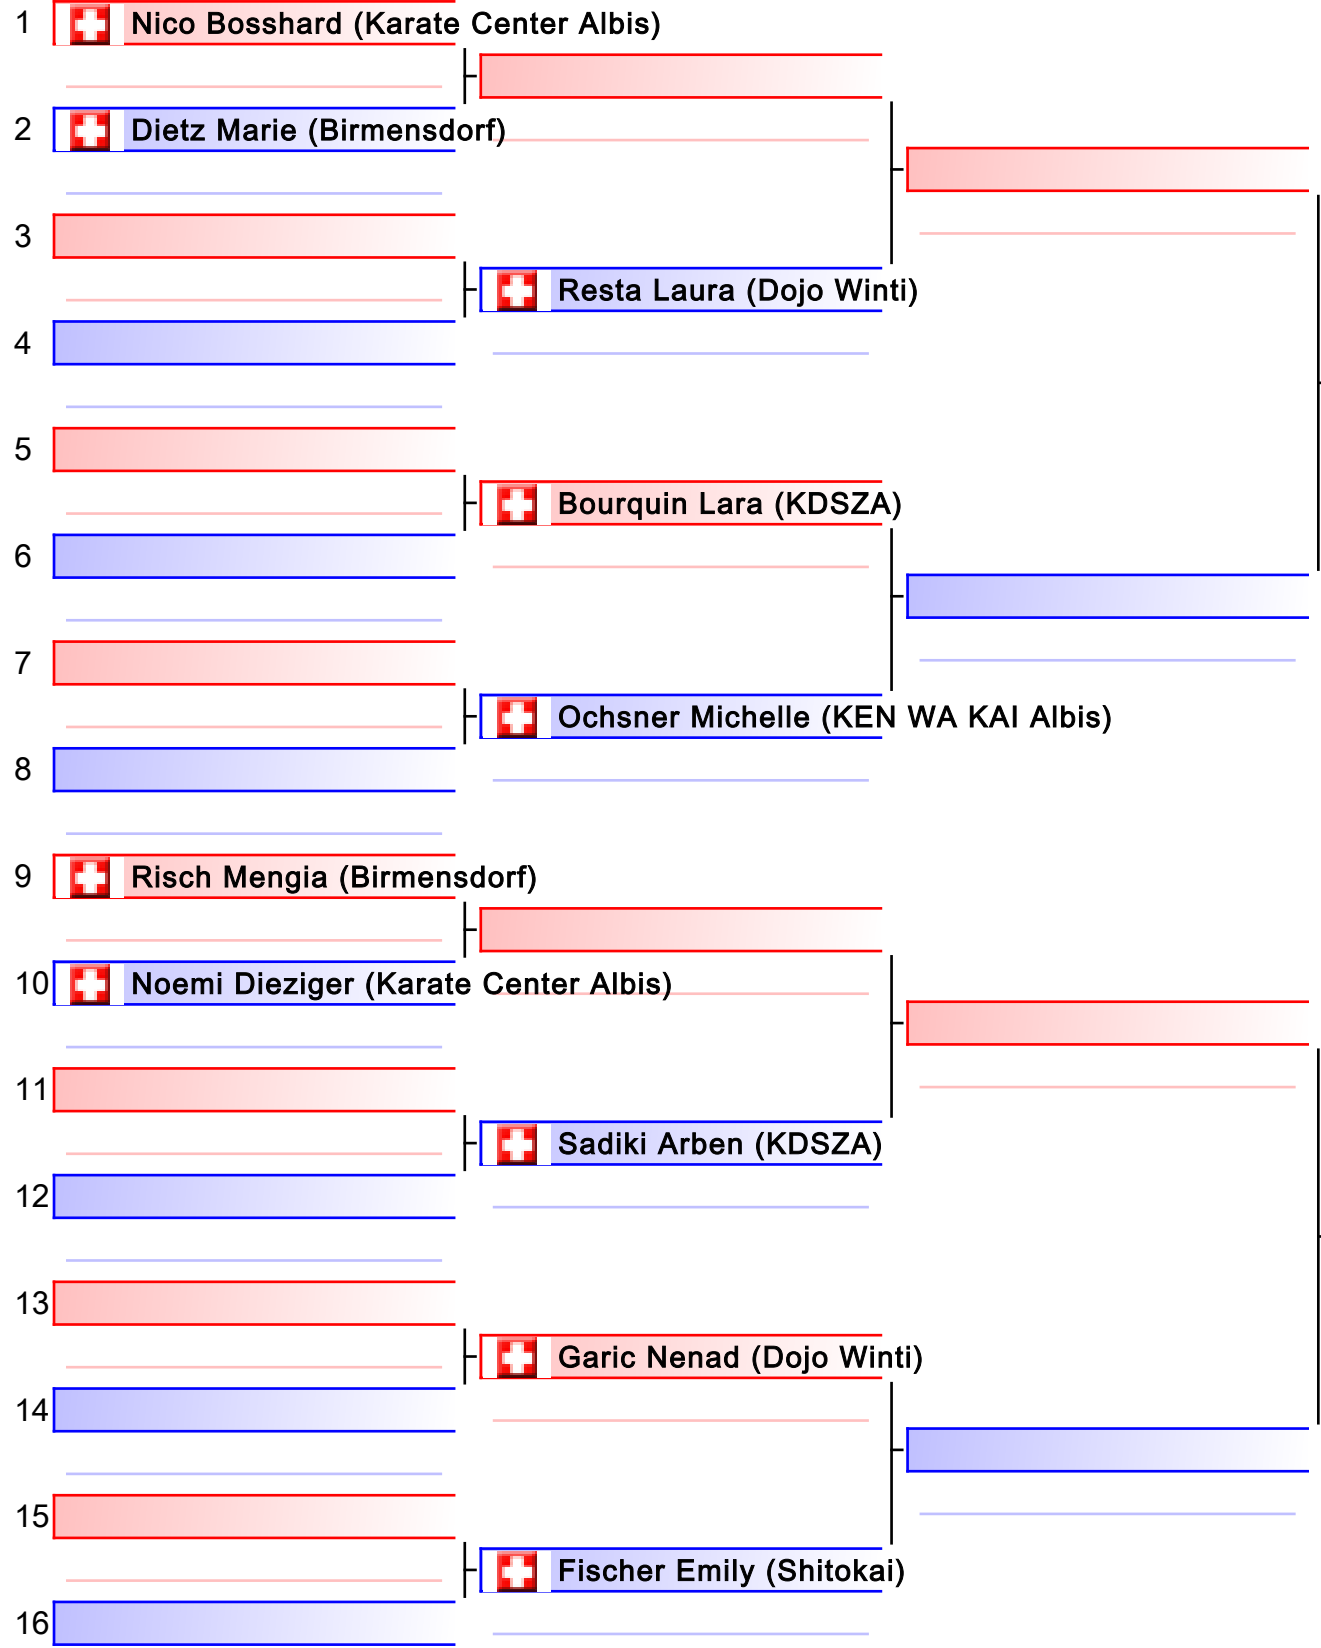 1 Nico Bosshard (Karate Center Albis)
2 Dietz Marie (Birmensdorf)
3
Resta Laura (Dojo Winti)
4
5
Bourquin Lara (KDSZA)
6
7
Ochsner Michelle (KEN WA KAI Albis)
8
9 Risch Mengia (Birmensdorf)
10 Noemi Dieziger (Karate Center Albis)
11
Sadiki Arben (KDSZA)
12
13
Garic Nenad (Dojo Winti)
14
15
Fischer Emily (Shitokai)
16